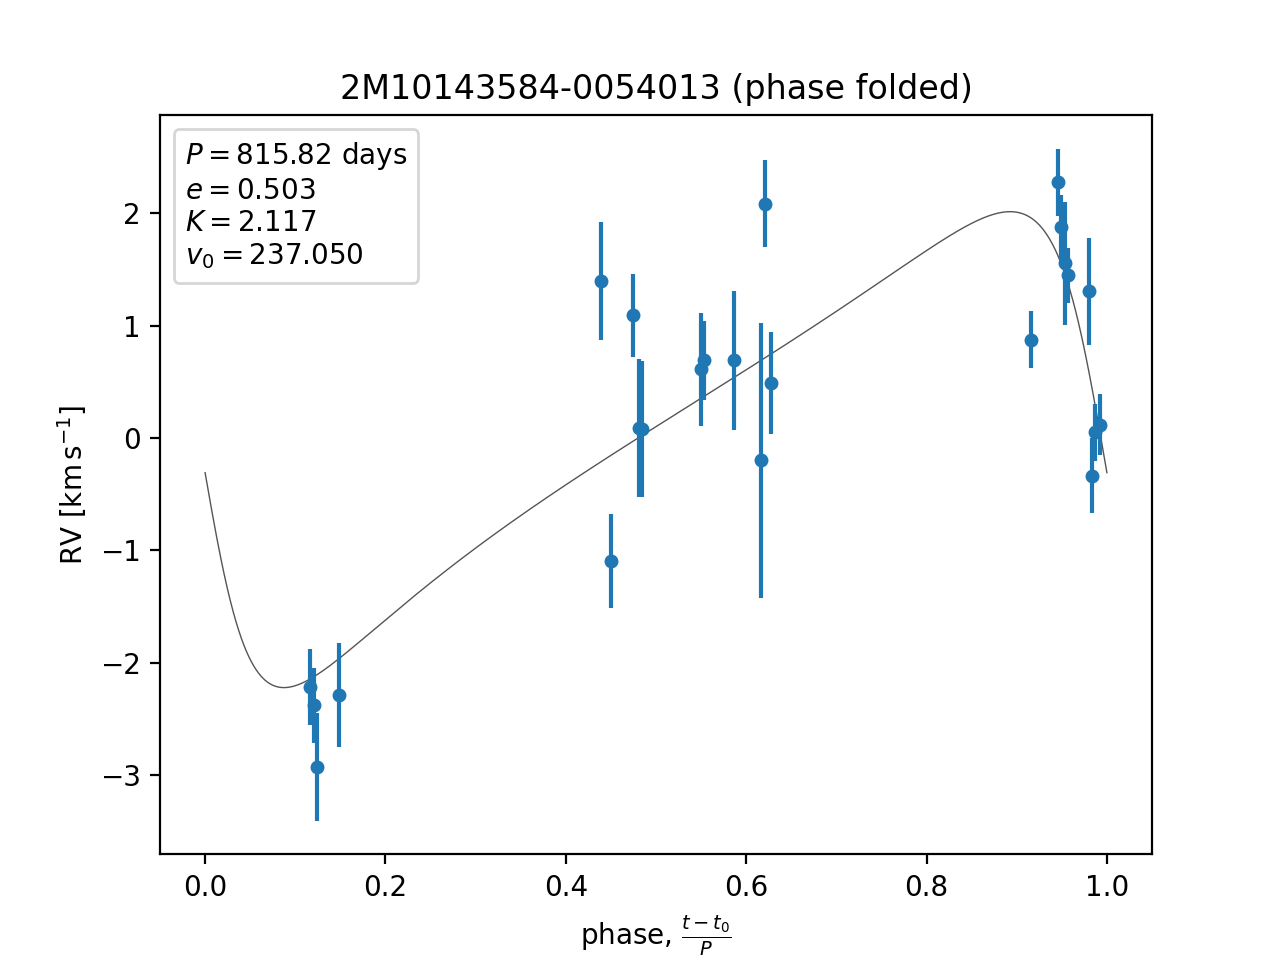 2M10143584-0054013 (phase folded)
P = 815.82 days
e = 0.503
K = 2.117
v₀ = 237.050
2
1
0
−1
−2
−3
RV [km s⁻¹]
0.0 0.2 0.4 0.6 0.8 1.0
phase, (t − t₀)/P